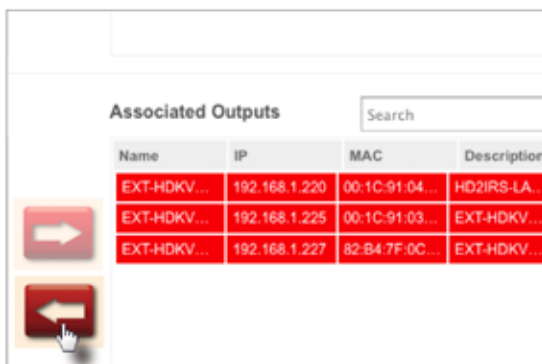 Associated Outputs Search
Name IP MAC Description
EXT-HDKV... 192.168.1.220 00:1C:91:04... HD2IRS-LA...
EXT-HDKV... 192.168.1.225 00:1C:91:03... EXT-HDKV...
EXT-HDKV... 192.168.1.227 82:B4:7F:0C... EXT-HDKV...